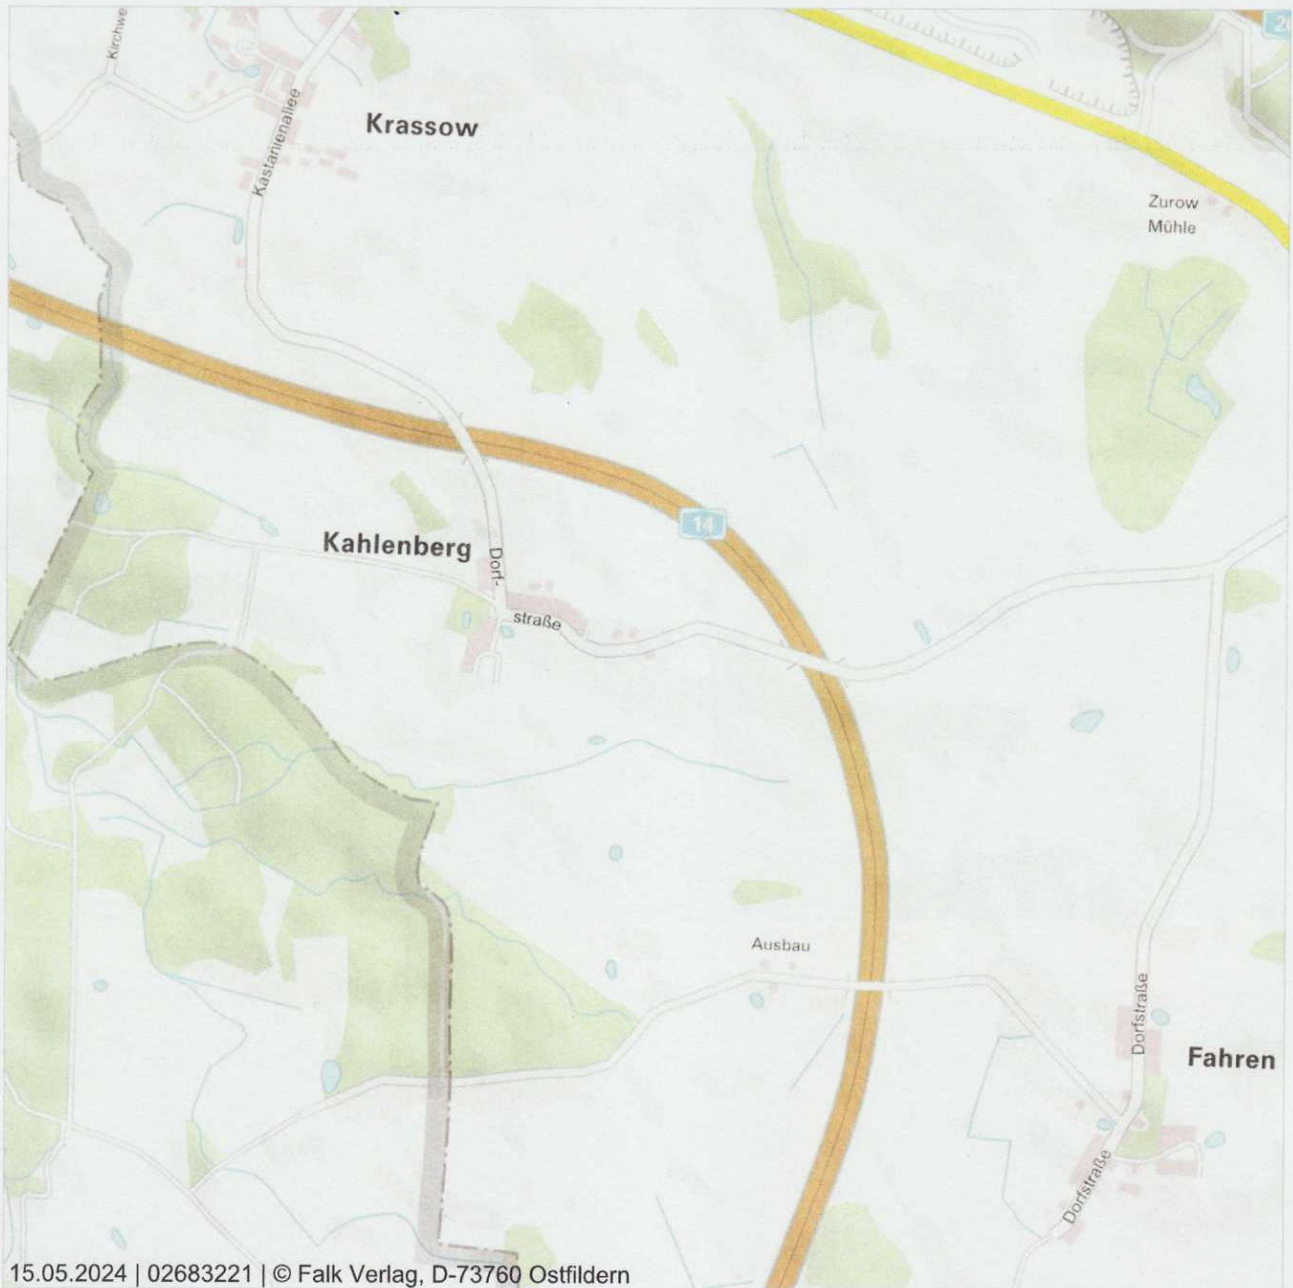 Kirchwe
20
Krassow
Kastanienallee
Zurow
Mühle
14
Kahlenberg
Dorf-
straße
Ausbau
Dorfstraße
Fahren
Dorfstraße
15.05.2024 | 02683221 | © Falk Verlag, D-73760 Ostfildern